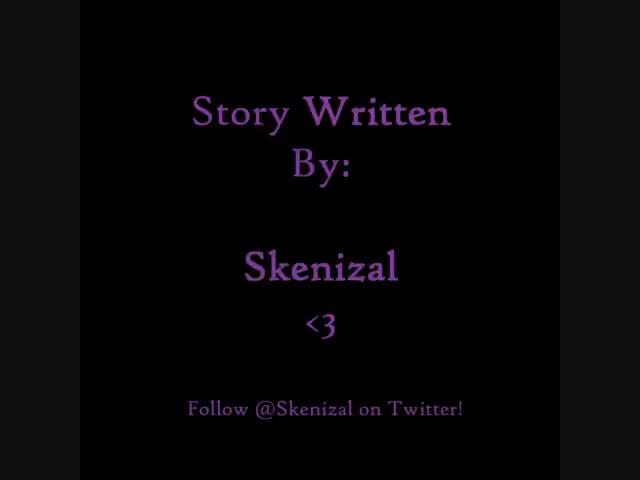 Story Written
By:
Skenizal
<3
Follow @Skenizal on Twitter!